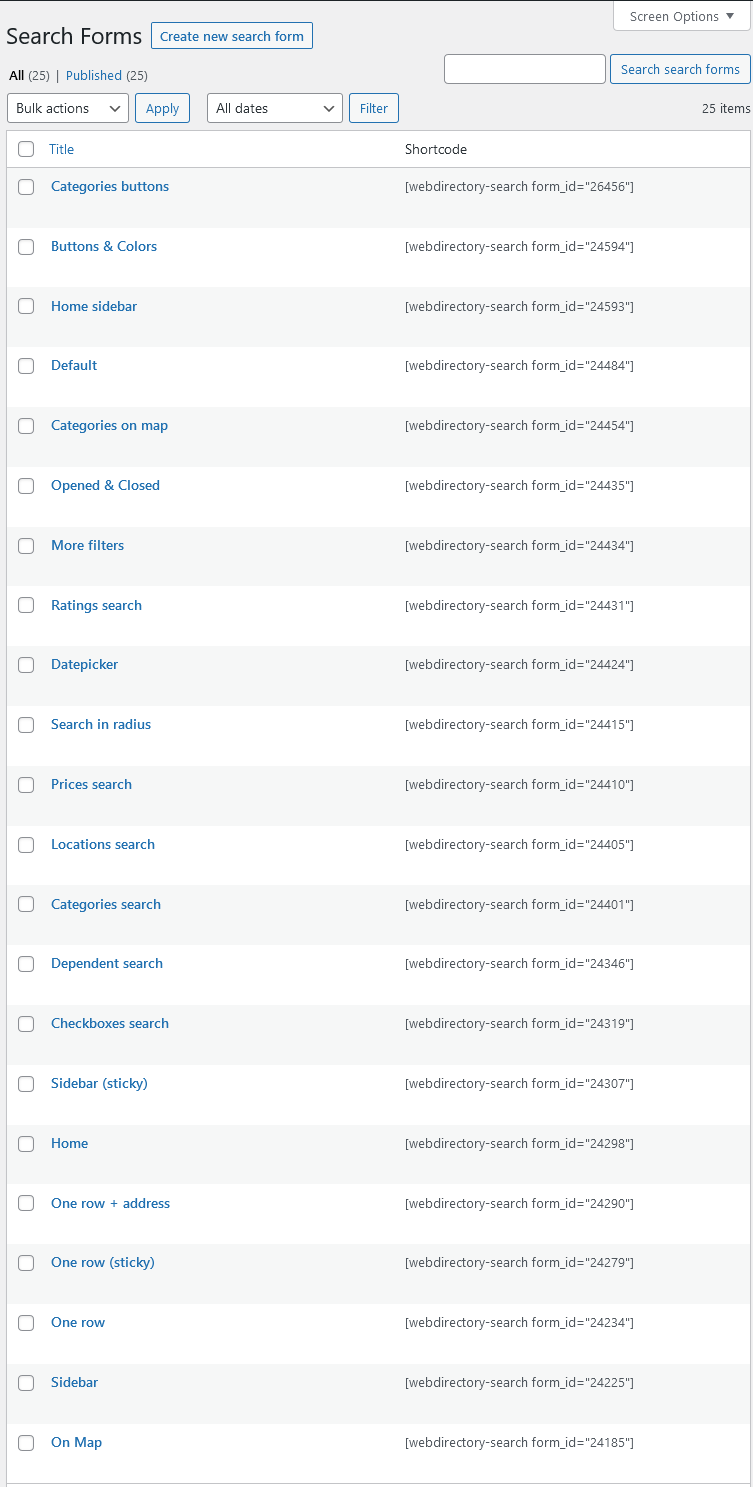 Screen Options
Search Forms Create new search form
All (25) | Published (25) Search search forms
Bulk actions Apply All dates Filter 25 items
Title Shortcode
Categories buttons [webdirectory-search form_id="26456"]
Buttons & Colors [webdirectory-search form_id="24594"]
Home sidebar [webdirectory-search form_id="24593"]
Default [webdirectory-search form_id="24484"]
Categories on map [webdirectory-search form_id="24454"]
Opened & Closed [webdirectory-search form_id="24435"]
More filters [webdirectory-search form_id="24434"]
Ratings search [webdirectory-search form_id="24431"]
Datepicker [webdirectory-search form_id="24424"]
Search in radius [webdirectory-search form_id="24415"]
Prices search [webdirectory-search form_id="24410"]
Locations search [webdirectory-search form_id="24405"]
Categories search [webdirectory-search form_id="24401"]
Dependent search [webdirectory-search form_id="24346"]
Checkboxes search [webdirectory-search form_id="24319"]
Sidebar (sticky) [webdirectory-search form_id="24307"]
Home [webdirectory-search form_id="24298"]
One row + address [webdirectory-search form_id="24290"]
One row (sticky) [webdirectory-search form_id="24279"]
One row [webdirectory-search form_id="24234"]
Sidebar [webdirectory-search form_id="24225"]
On Map [webdirectory-search form_id="24185"]